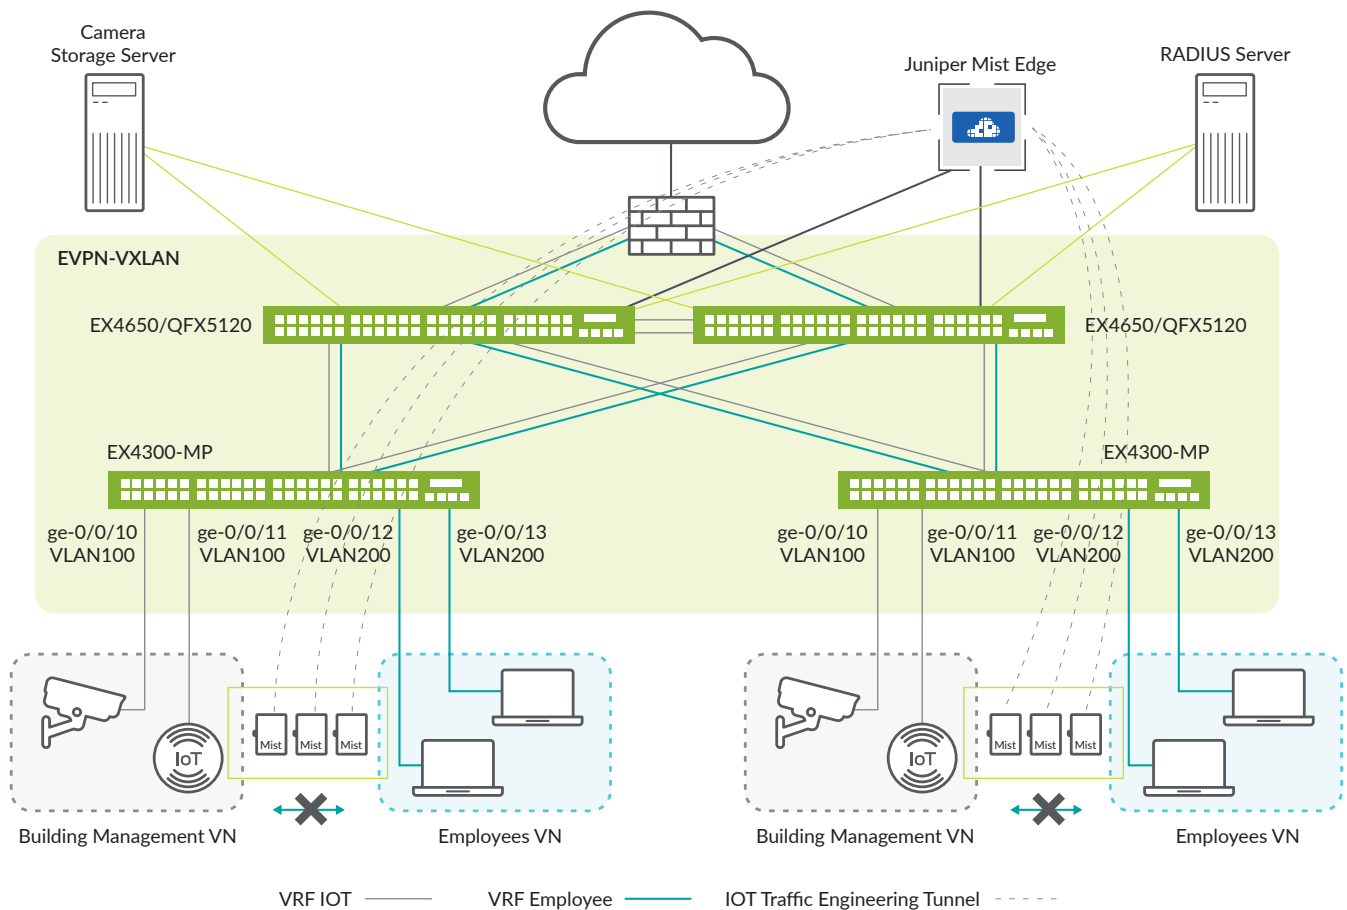 Camera
Storage Server
Juniper Mist Edge
RADIUS Server
EVPN-VXLAN
EX4650/QFX5120
EX4650/QFX5120
EX4300-MP
EX4300-MP
ge-0/0/10
VLAN100
ge-0/0/11
VLAN100
ge-0/0/12
VLAN200
ge-0/0/13
VLAN200
ge-0/0/10
VLAN100
ge-0/0/11
VLAN100
ge-0/0/12
VLAN200
ge-0/0/13
VLAN200
IoT
Mist
Mist
Mist
IoT
Mist
Mist
Mist
Building Management VN
Employees VN
Building Management VN
Employees VN
VRF IOT
VRF Employee
IOT Traffic Engineering Tunnel